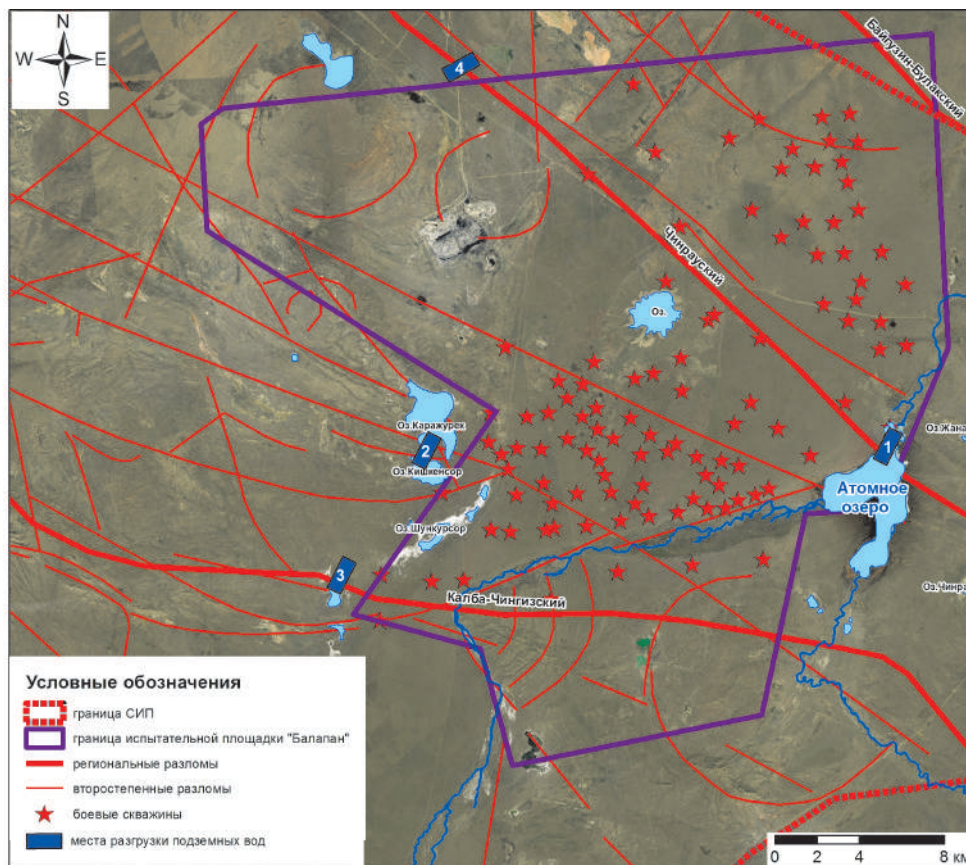 N
W E
S
4
Байгузин-Булакский
Чинрауский
Оз.
Оз.Каражурек
2
Оз.Кишкенсор
1
Оз.Жана
Атомное
озеро
Оз.Шункурсор
3
Калба-Чингизский
Оз.Чинра
Условные обозначения
граница СИП
граница испытательной площадки "Балапан"
региональные разломы
второстепенные разломы
боевые скважины
места разгрузки подземных вод
0 2 4 8 км